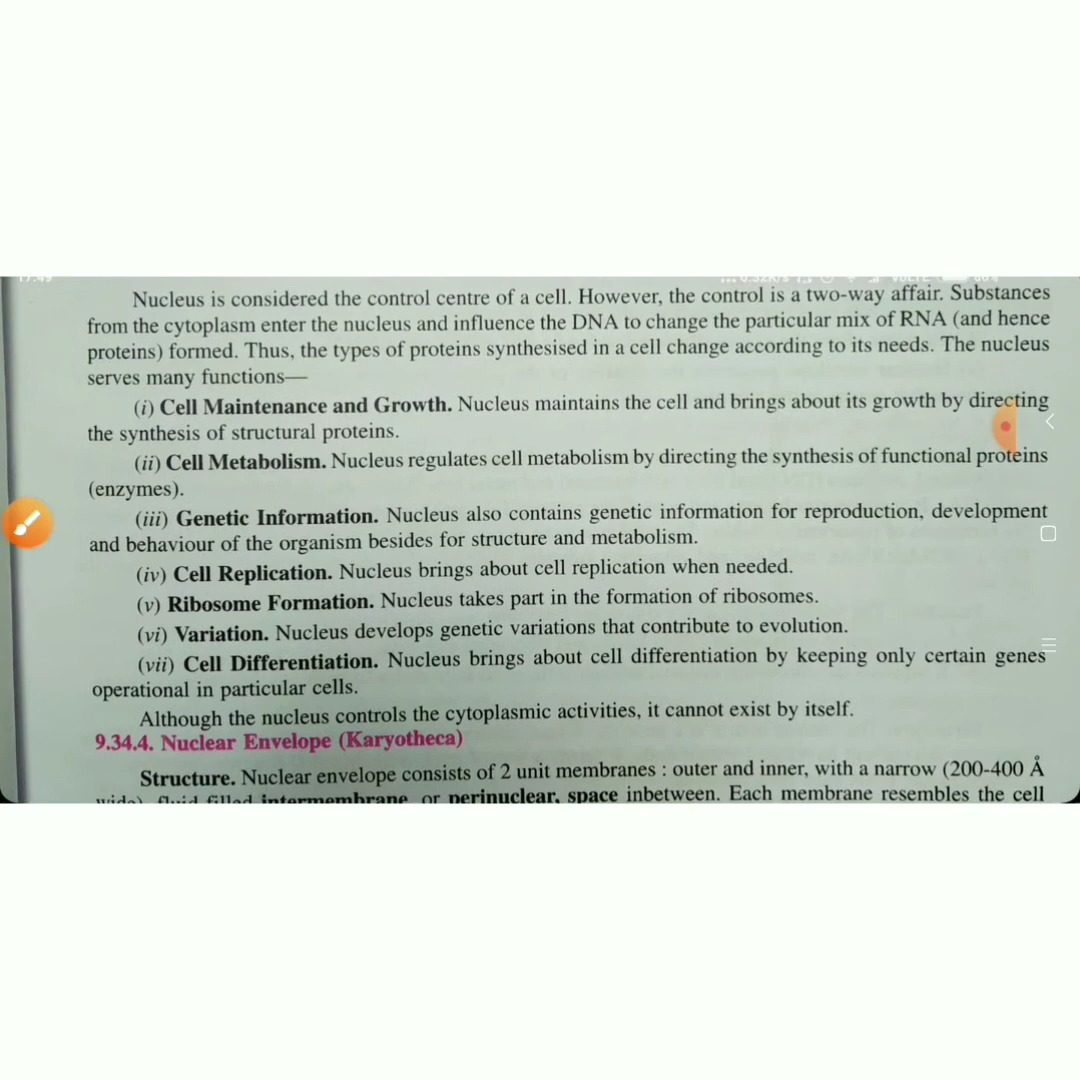 17:49
Nucleus is considered the control centre of a cell. However, the control is a two-way affair. Substances
from the cytoplasm enter the nucleus and influence the DNA to change the particular mix of RNA (and hence
proteins) formed. Thus, the types of proteins synthesised in a cell change according to its needs. The nucleus
serves many functions—
(i) Cell Maintenance and Growth. Nucleus maintains the cell and brings about its growth by directing
the synthesis of structural proteins.
(ii) Cell Metabolism. Nucleus regulates cell metabolism by directing the synthesis of functional proteins
(enzymes).
(iii) Genetic Information. Nucleus also contains genetic information for reproduction, development
and behaviour of the organism besides for structure and metabolism.
(iv) Cell Replication. Nucleus brings about cell replication when needed.
(v) Ribosome Formation. Nucleus takes part in the formation of ribosomes.
(vi) Variation. Nucleus develops genetic variations that contribute to evolution.
(vii) Cell Differentiation. Nucleus brings about cell differentiation by keeping only certain genes
operational in particular cells.
Although the nucleus controls the cytoplasmic activities, it cannot exist by itself.
9.34.4. Nuclear Envelope (Karyotheca)
Structure. Nuclear envelope consists of 2 unit membranes : outer and inner, with a narrow (200-400 Å
wide) fluid filled intermembrane or perinuclear, space inbetween. Each membrane resembles the cell